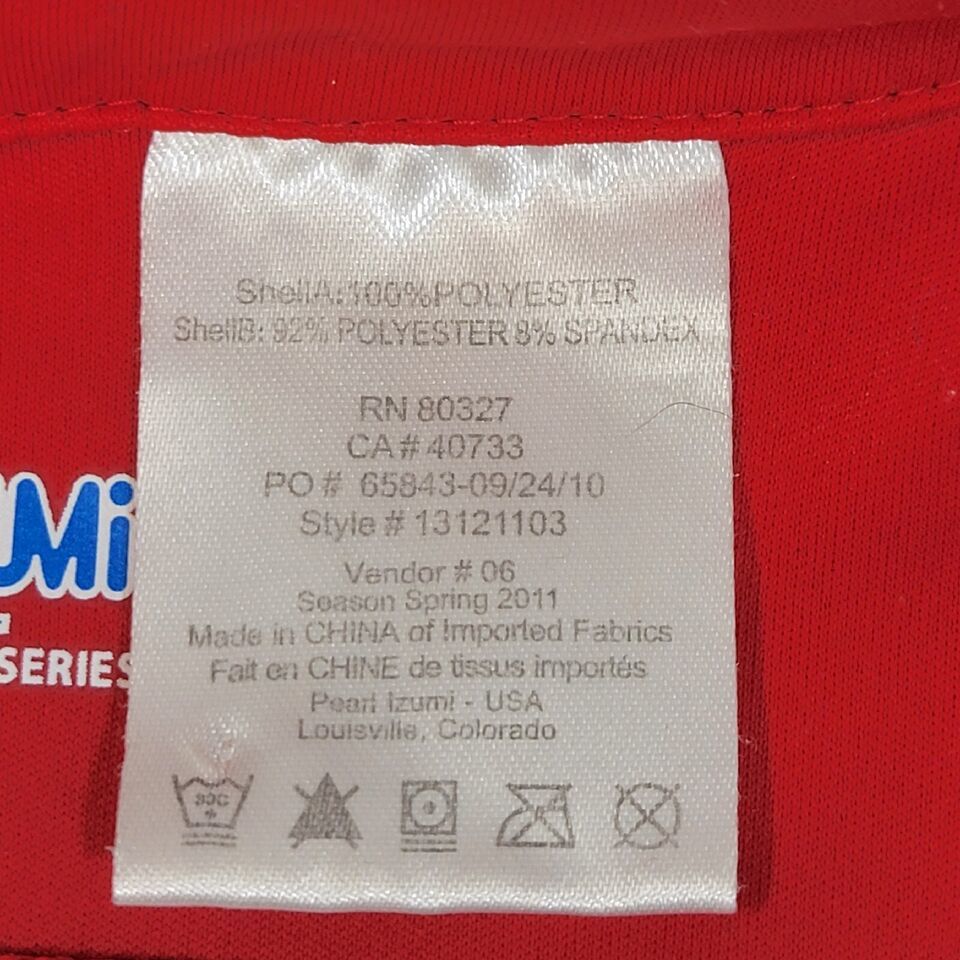 ShellA:100%POLYESTER
ShellB: 92% POLYESTER 8% SPANDEX
RN 80327
CA# 40733
PO # 65843-09/24/10
Style # 13121103
Vendor # 06
Season Spring 2011
Made in CHINA of Imported Fabrics
Fait en CHINE de tissus importés
Pearl Izumi - USA
Louisville, Colorado
30C
UMi
SERIES